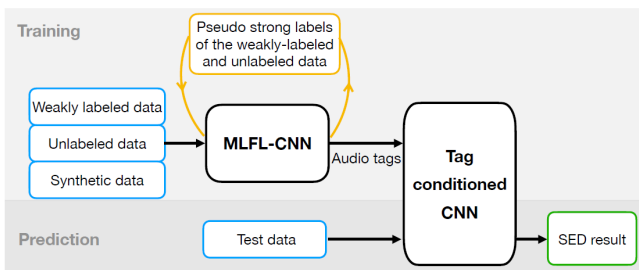 Training
Pseudo strong labels
of the weakly-labeled
and unlabeled data
Weakly labeled data
Unlabeled data
Synthetic data
MLFL-CNN
Audio tags
Tag
conditioned
CNN
Prediction
Test data
SED result